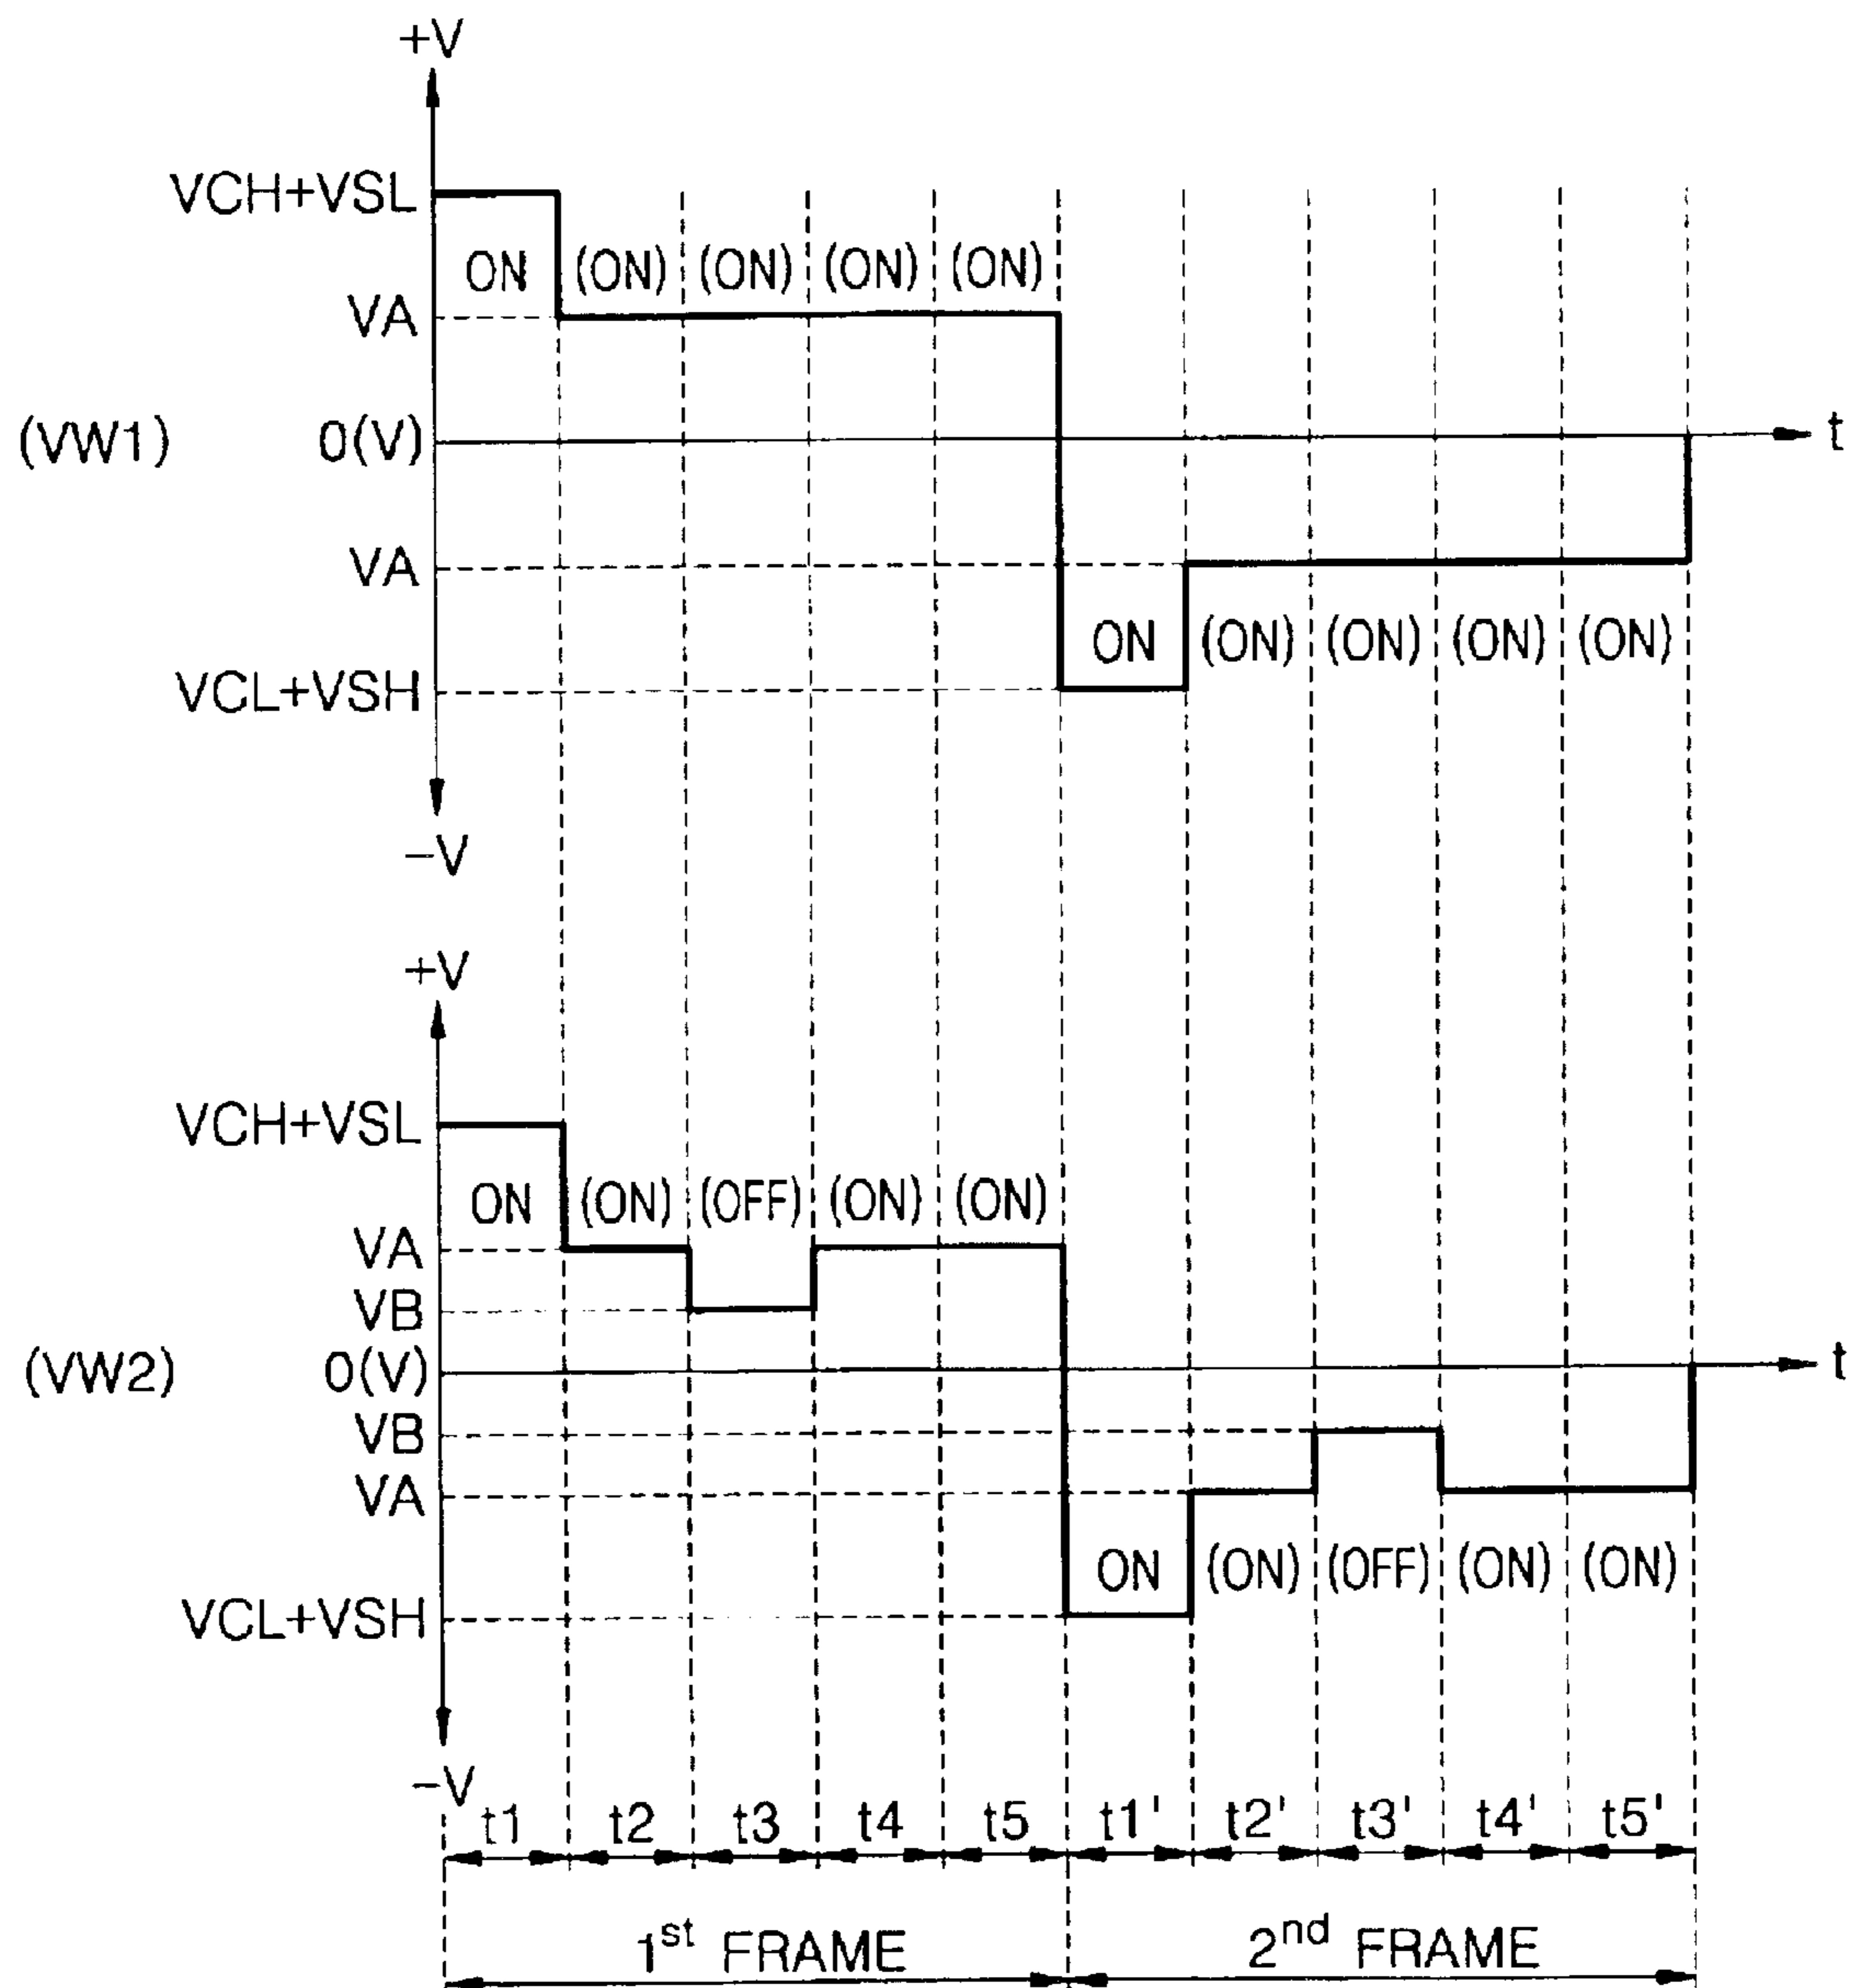 +V
VCH+VSL
ON (ON) (ON) (ON) (ON)
VA
(VW1) 0(V) t
VA
ON (ON) (ON) (ON) (ON)
VCL+VSH
−V
+V
VCH+VSL
ON (ON) (OFF) (ON) (ON)
VA
VB
(VW2) 0(V) t
VB
VA
ON (ON) (OFF) (ON) (ON)
VCL+VSH
−V
t1 t2 t3 t4 t5 t1' t2' t3' t4' t5'
1st FRAME 2nd FRAME